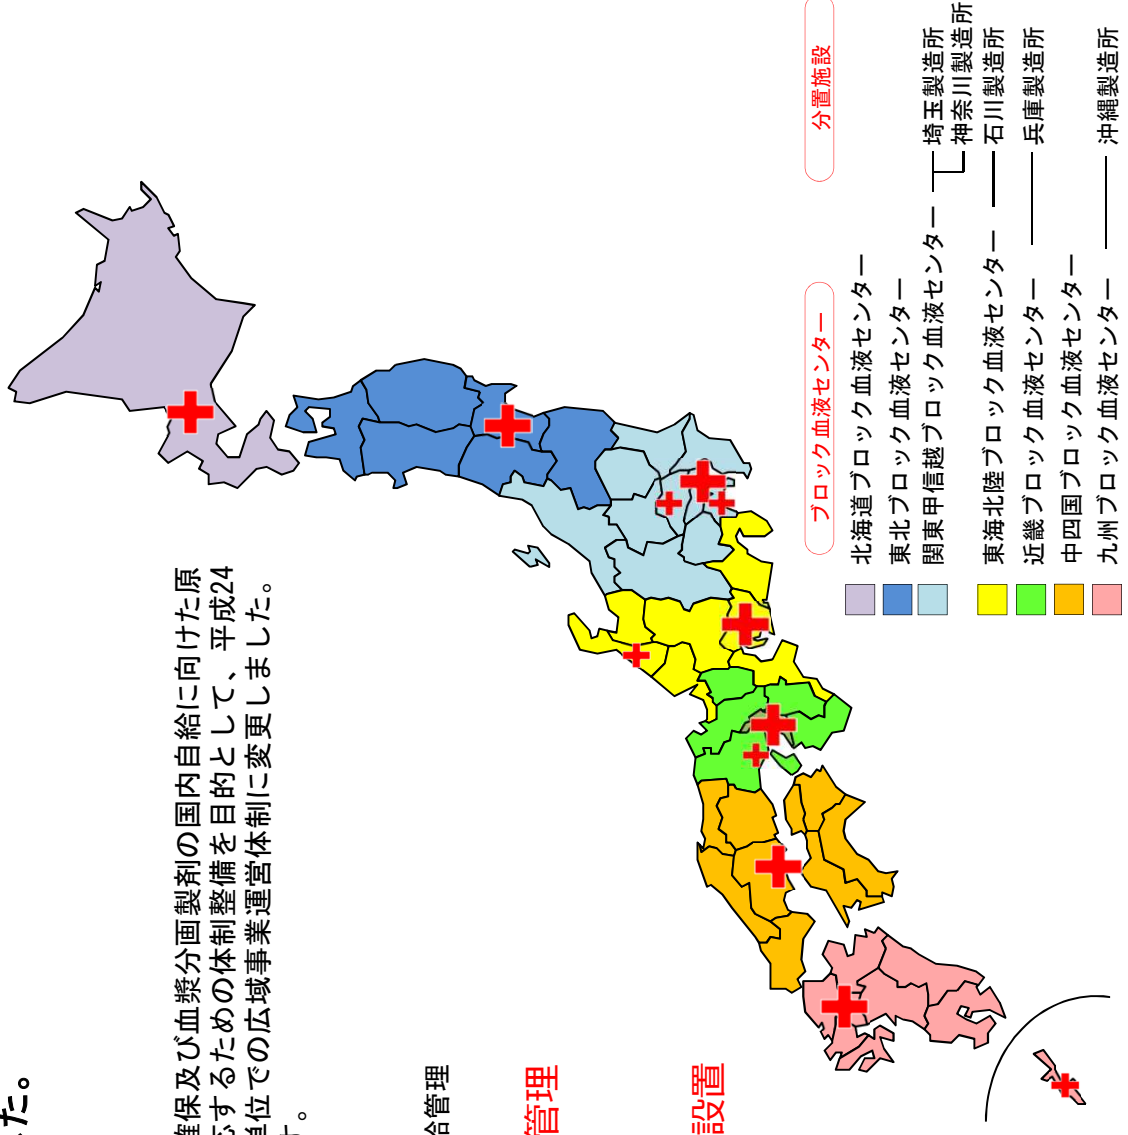 た。
保及び血漿分画製剤の国内自給に向けた原
するための体制整備を目的として、平成24
単位での広域事業運営体制に変更しました。
す。
給管理
管理
設置
ブロック血液センター
分置施設
北海道ブロック血液センター
東北ブロック血液センター
関東甲信越ブロック血液センター
埼玉製造所
神奈川製造所
東海北陸ブロック血液センター
石川製造所
近畿ブロック血液センター
兵庫製造所
中四国ブロック血液センター
九州ブロック血液センター
沖縄製造所